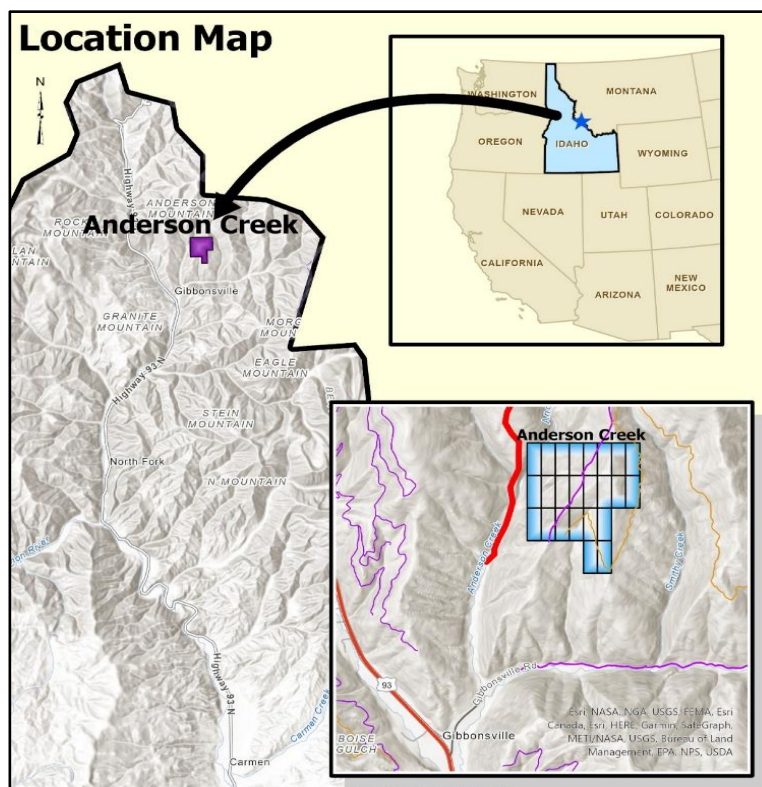 Location Map
N
WASHINGTON
MONTANA
OREGON
IDAHO
WYOMING
NEVADA
UTAH
COLORADO
CALIFORNIA
ARIZONA
NEW
MEXICO
Highway 93 N
ANDERSON
MOUNTAIN
Anderson Creek
MOUNTAIN
MOUNTAIN
Gibbonsville
GRANITE
MOUNTAIN
EAGLE
MOUNTAIN
Highway 93 N
STEIN
MOUNTAIN
North Fork
N MOUNTAIN
River
Highway 93 N
Carmen Creek
Carmen
Anderson Creek
Anderson Creek
Smithy Creek
93
Gibbonsville Rd
Gibbonsville
BOISE
GULCH
Esri, NASA, NGA, USGS, FEMA, Esri
Canada, Esri, HERE, Garmin, SafeGraph,
METI/NASA, USGS, Bureau of Land
Management, EPA, NPS, USDA